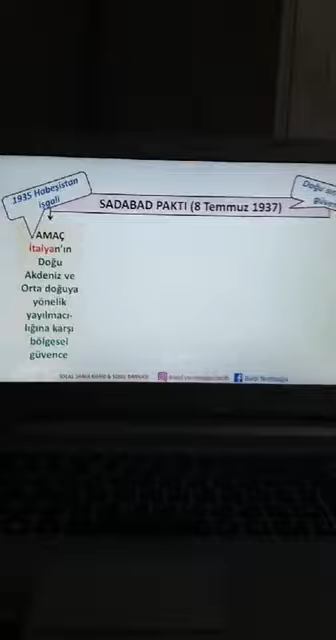 1935 Habeşistan
işgali
SADABAD PAKTI (8 Temmuz 1937)
Doğu
AMAÇ
İtalyan'ın
Doğu
Akdeniz ve
Orta doğuya
yönelik
yayılmacı-
lığına karşı
bölgesel
güvence